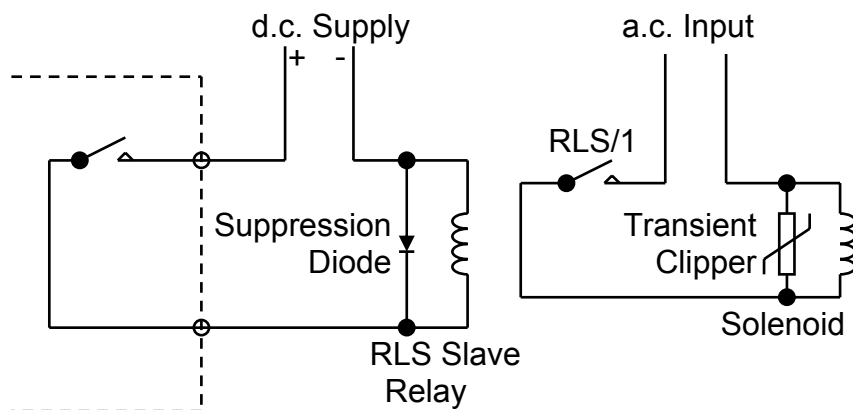 d.c. Supply
+ -
a.c. Input
RLS/1
Suppression
Diode
Transient
Clipper
RLS Slave
Relay
Solenoid